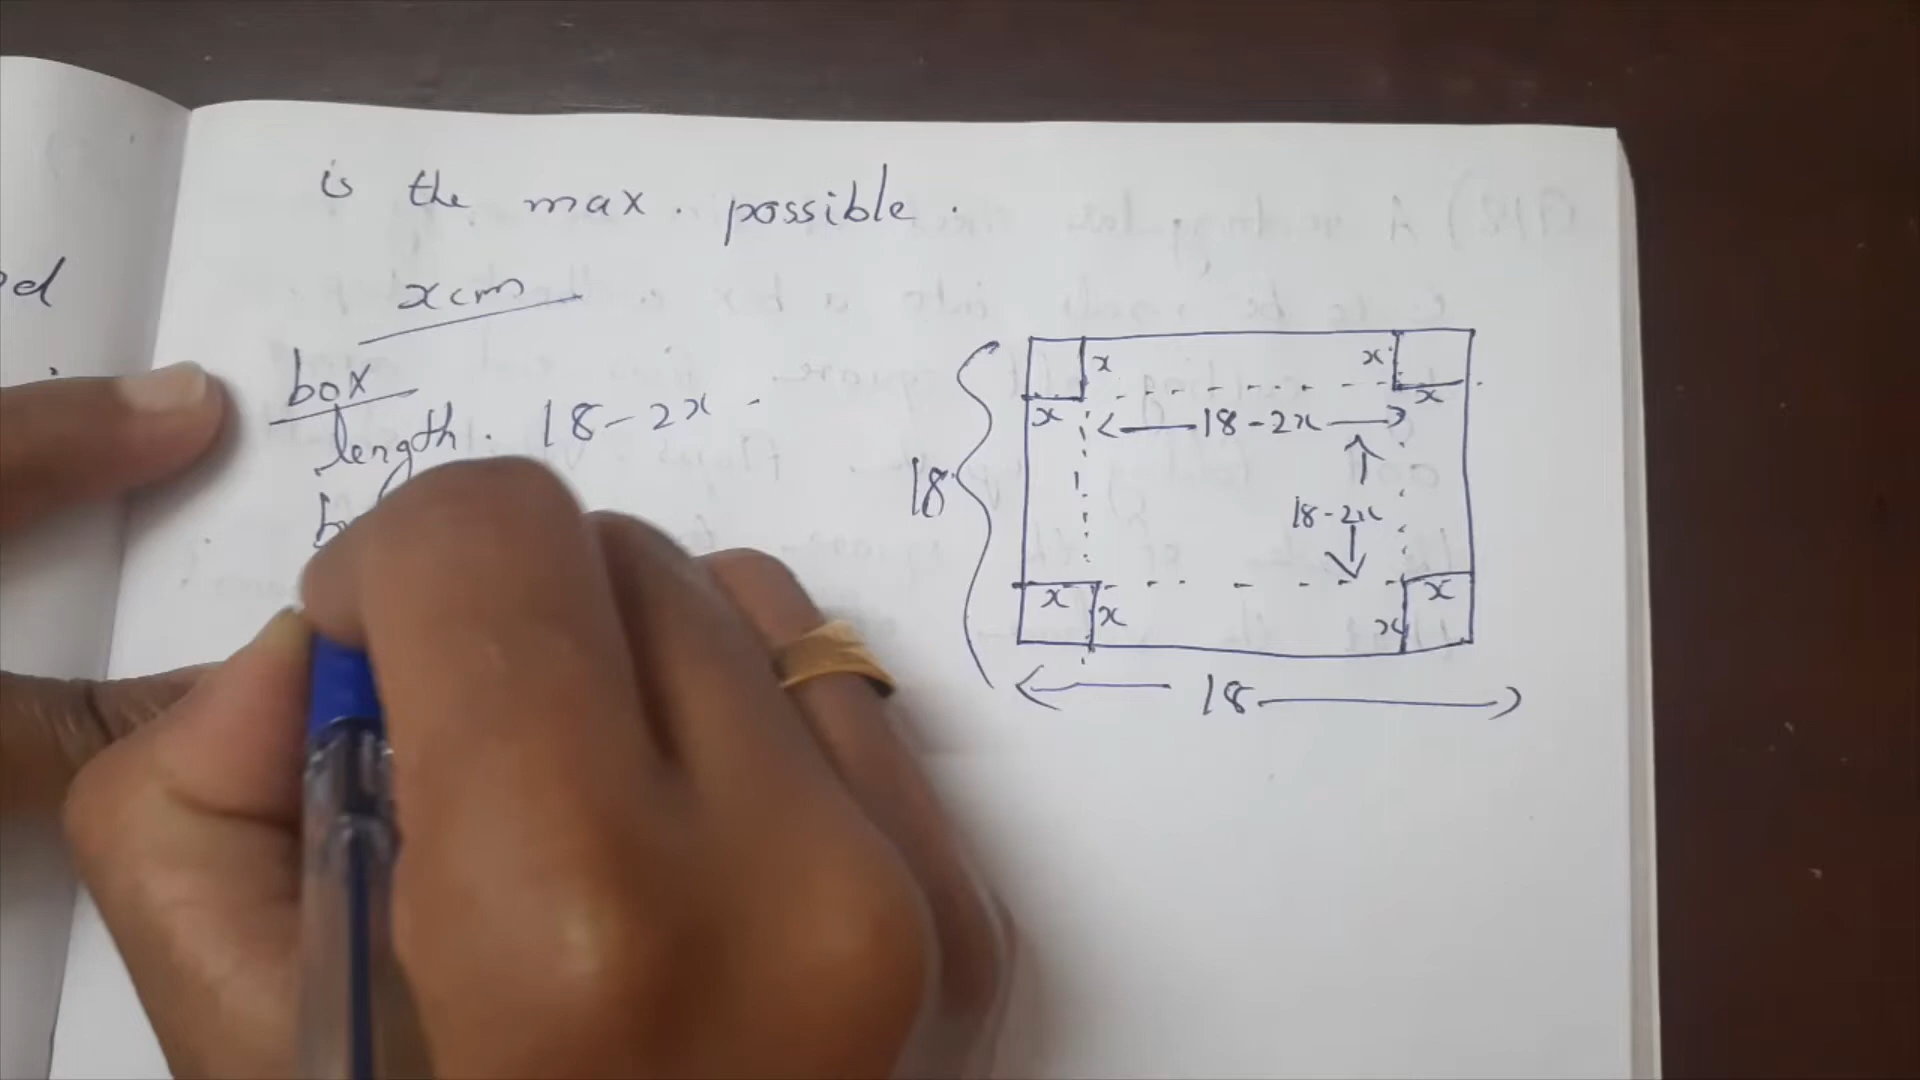 is the max. possible.
x cm
box
length. 18-2x
x
x
x
x
18-2x
18
18-2x
x
x
x
x
18